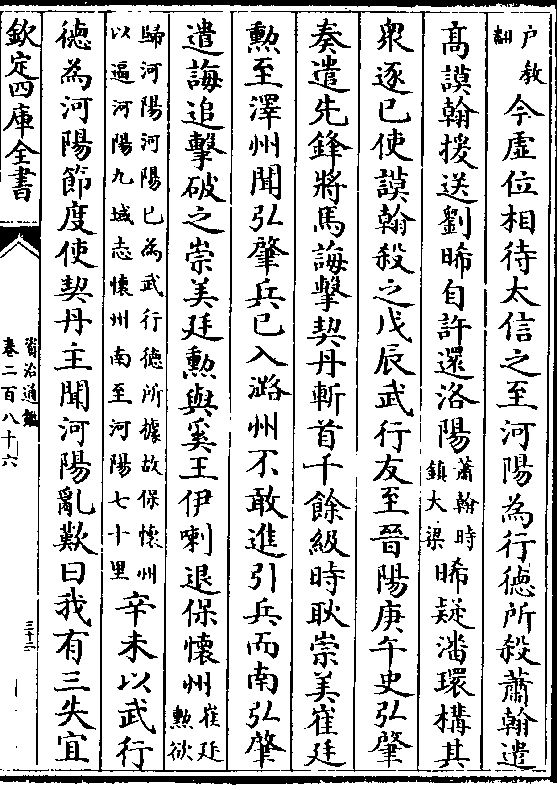 户教翻今虚位相待太信之至河陽為行德所殺蕭翰遣
髙謨翰援送劉晞自許還洛陽蕭翰時鎮大梁晞疑潘環構其
衆逐已使謨翰殺之戊辰武行友至晉陽庚午史弘肇
奏遣先鋒將馬誨擊契丹斬首千餘級時耿崇美崔廷
勲至澤州聞弘肇兵已入潞州不敢進引兵而南弘肇
遣誨追擊破之崇美廷勲與奚王伊喇退保懷州崔廷勲欲
歸河陽河陽已為武行德所據故保懷州以逼河陽九域志懷州南至河陽七十里辛未以武行
德為河陽節度使契丹主聞河陽亂歎曰我有三失宜
欽定四庫全書
資治通鑑
卷二百八十六
三十二